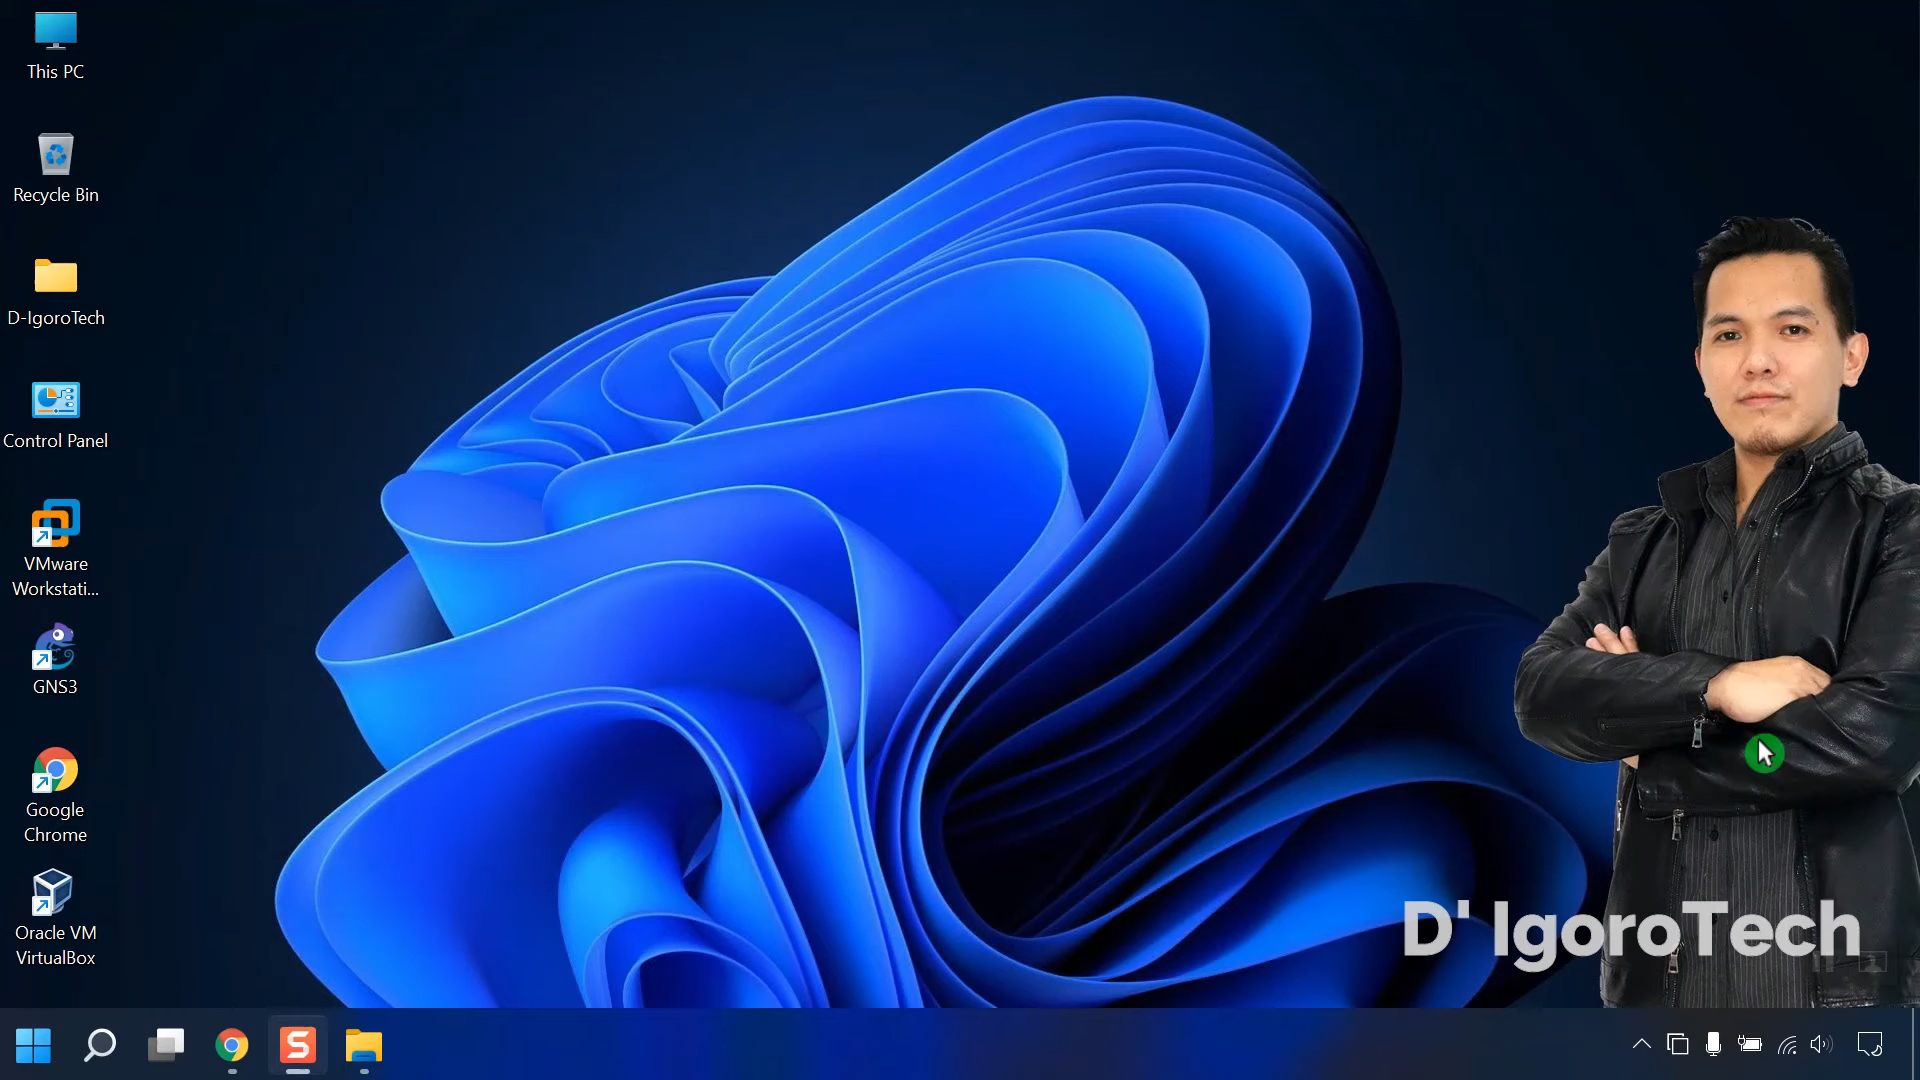 This PC
Recycle Bin
D-IgoroTech
Control Panel
VMware
Workstati...
GNS3
Google
Chrome
Oracle VM
VirtualBox
D' IgoroTech